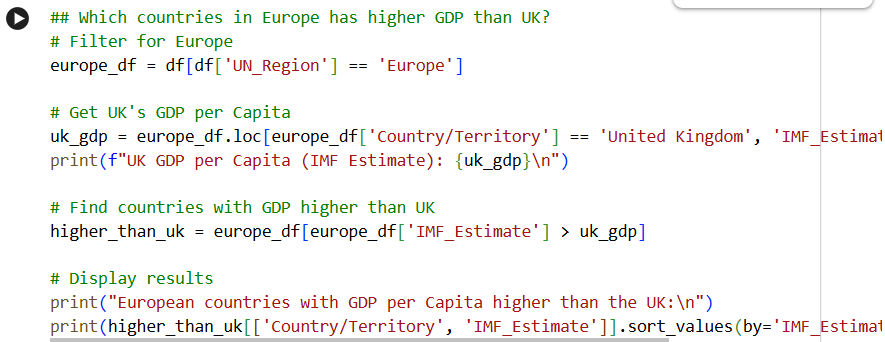 ## Which countries in Europe has higher GDP than UK?
# Filter for Europe
europe_df = df[df['UN_Region'] == 'Europe']
# Get UK's GDP per Capita
uk_gdp = europe_df.loc[europe_df['Country/Territory'] == 'United Kingdom', 'IMF_Estimat
print(f"UK GDP per Capita (IMF Estimate): {uk_gdp}\n")
# Find countries with GDP higher than UK
higher_than_uk = europe_df[europe_df['IMF_Estimate'] > uk_gdp]
# Display results
print("European countries with GDP per Capita higher than the UK:\n")
print(higher_than_uk[['Country/Territory', 'IMF_Estimate']].sort_values(by='IMF_Estimat